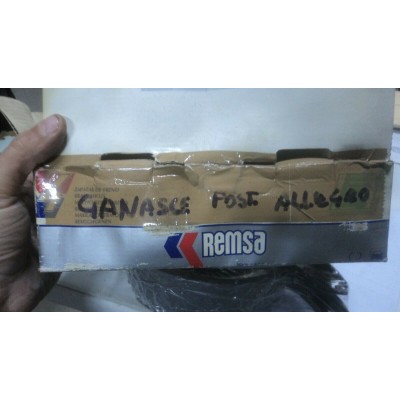 GANASCE POST. ALLEGRO
REMSA